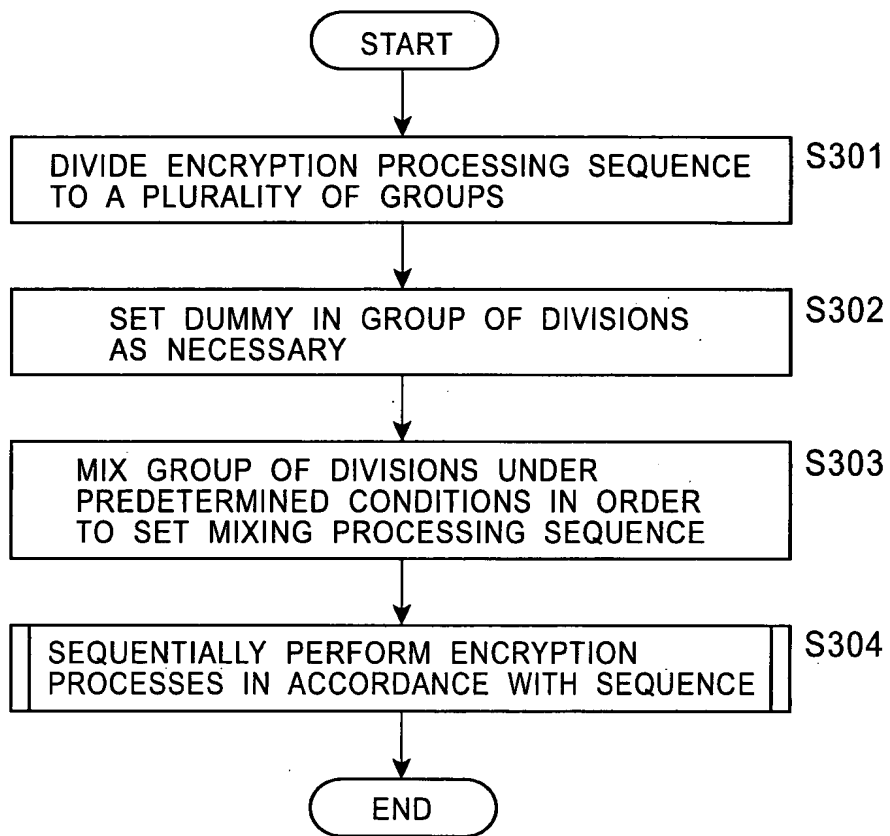 START
DIVIDE ENCRYPTION PROCESSING SEQUENCE
TO A PLURALITY OF GROUPS
S301
SET DUMMY IN GROUP OF DIVISIONS
AS NECESSARY
S302
MIX GROUP OF DIVISIONS UNDER
PREDETERMINED CONDITIONS IN ORDER
TO SET MIXING PROCESSING SEQUENCE
S303
SEQUENTIALLY PERFORM ENCRYPTION
PROCESSES IN ACCORDANCE WITH SEQUENCE
S304
END